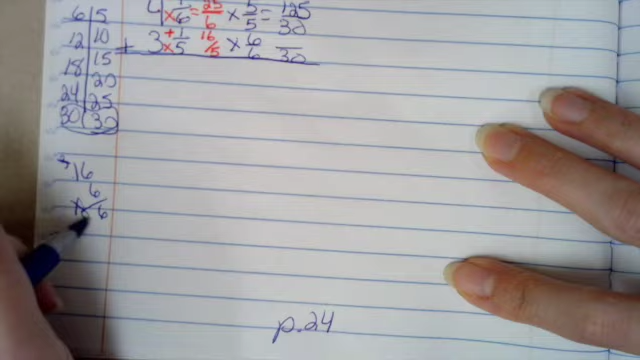 6 | 5
12 | 10
18 | 15
24 | 20
30 | 25
30
4 1/6 = 25/6 × 5/5 = 125/30
+ 3 × 1/5 16/5 × 6/6 /30
16
6
p.24